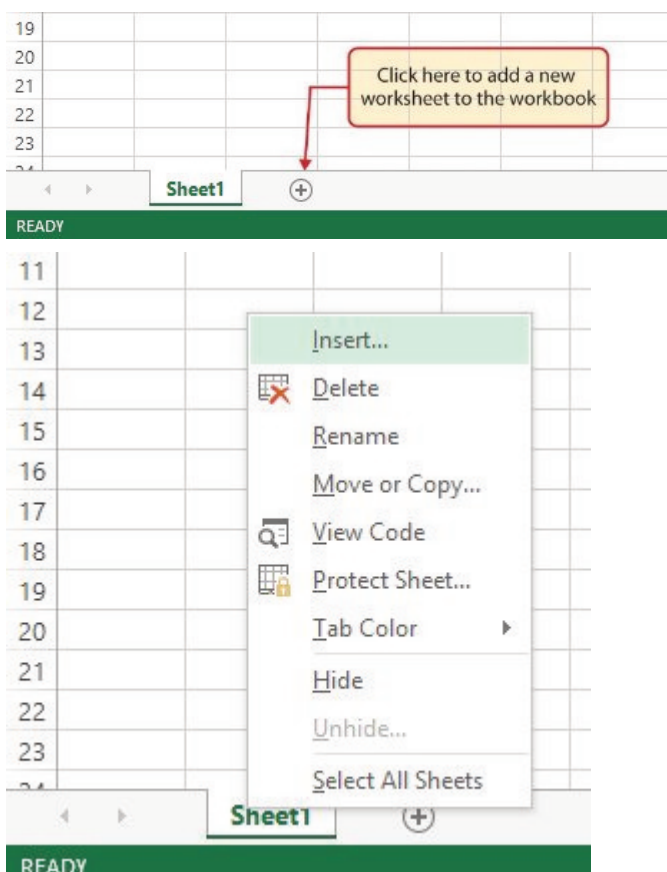 19
20
Click here to add a new
21
worksheet to the workbook
22
23
24
Sheet1
READY
11
12
Insert...
13
14
Delete
15
Rename
16
Move or Copy...
17
View Code
18
19
Protect Sheet...
20
Tab Color
21
Hide
22
Unhide...
23
Select All Sheets
24
Sheet1
READY